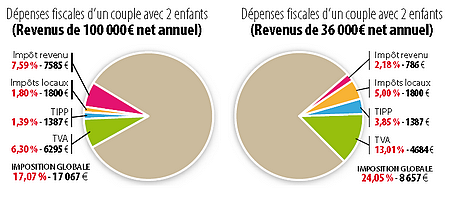 Dépenses fiscales d'un couple avec 2 enfants
(Revenus de 100 000€ net annuel)
Impôt revenu
7,59% - 7585 €
Impôts locaux
1,80% - 1800 €
TIPP
1,39% - 1387 €
TVA
6,30% - 6295 €
IMPOSITION GLOBALE
17,07% - 17 067 €
Dépenses fiscales d'un couple avec 2 enfants
(Revenus de 36 000€ net annuel)
Impôt revenu
2,18% - 786 €
Impôts locaux
5,00% - 1800 €
TIPP
3,85% - 1387 €
TVA
13,01% - 4684 €
IMPOSITION GLOBALE
24,05% - 8 657 €